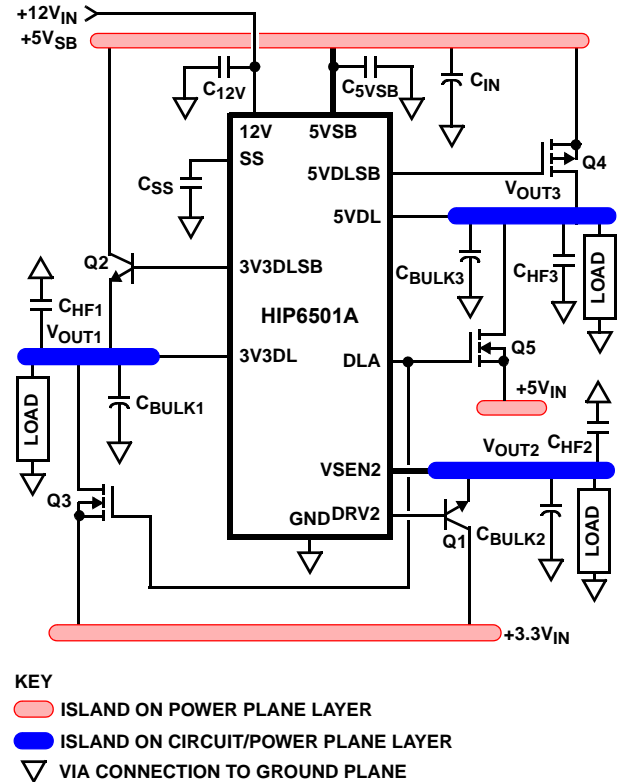 +12VIN
+5VSB
C12V
C5VSB
CIN
12V
5VSB
SS
CSS
5VDLSB
Q4
VOUT3
5VDL
Q2
3V3DLSB
CBULK3
CHF3
LOAD
CHF1
HIP6501A
VOUT1
3V3DL
DLA
Q5
LOAD
CBULK1
+5VIN
VOUT2
CHF2
VSEN2
Q3
GND
DRV2
Q1
CBULK2
LOAD
+3.3VIN
KEY
ISLAND ON POWER PLANE LAYER
ISLAND ON CIRCUIT/POWER PLANE LAYER
VIA CONNECTION TO GROUND PLANE